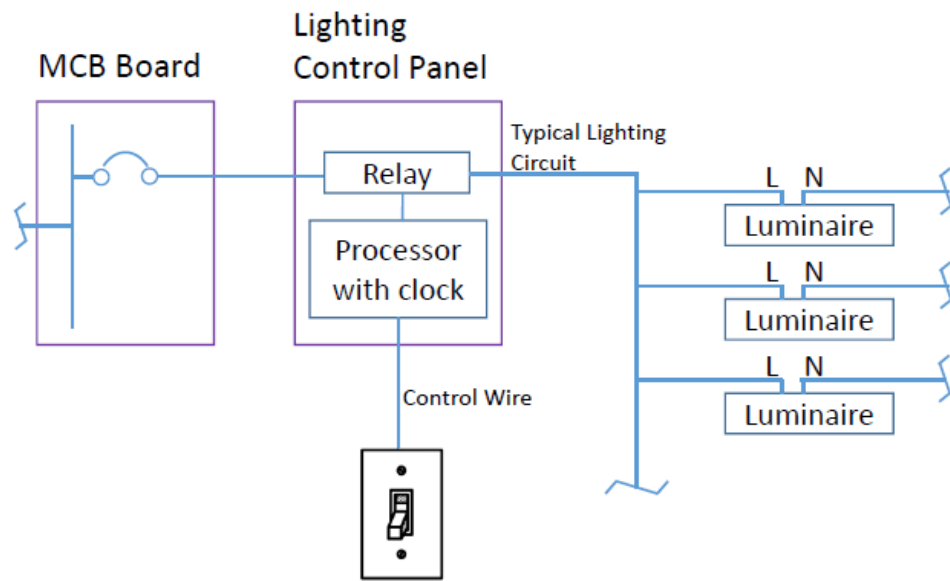 MCB Board
Lighting
Control Panel
Typical Lighting
Circuit
Relay
Processor
with clock
Control Wire
L N
Luminaire
L N
Luminaire
L N
Luminaire